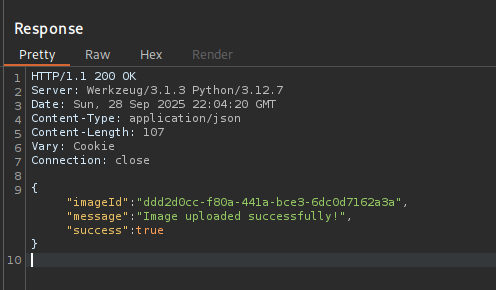 Response
Pretty Raw Hex Render
1 HTTP/1.1 200 OK
2 Server: Werkzeug/3.1.3 Python/3.12.7
3 Date: Sun, 28 Sep 2025 22:04:20 GMT
4 Content-Type: application/json
5 Content-Length: 107
6 Vary: Cookie
7 Connection: close
8
9 {
"imageId":"ddd2d0cc-f80a-441a-bce3-6dc0d7162a3a",
"message":"Image uploaded successfully!",
"success":true
}
10